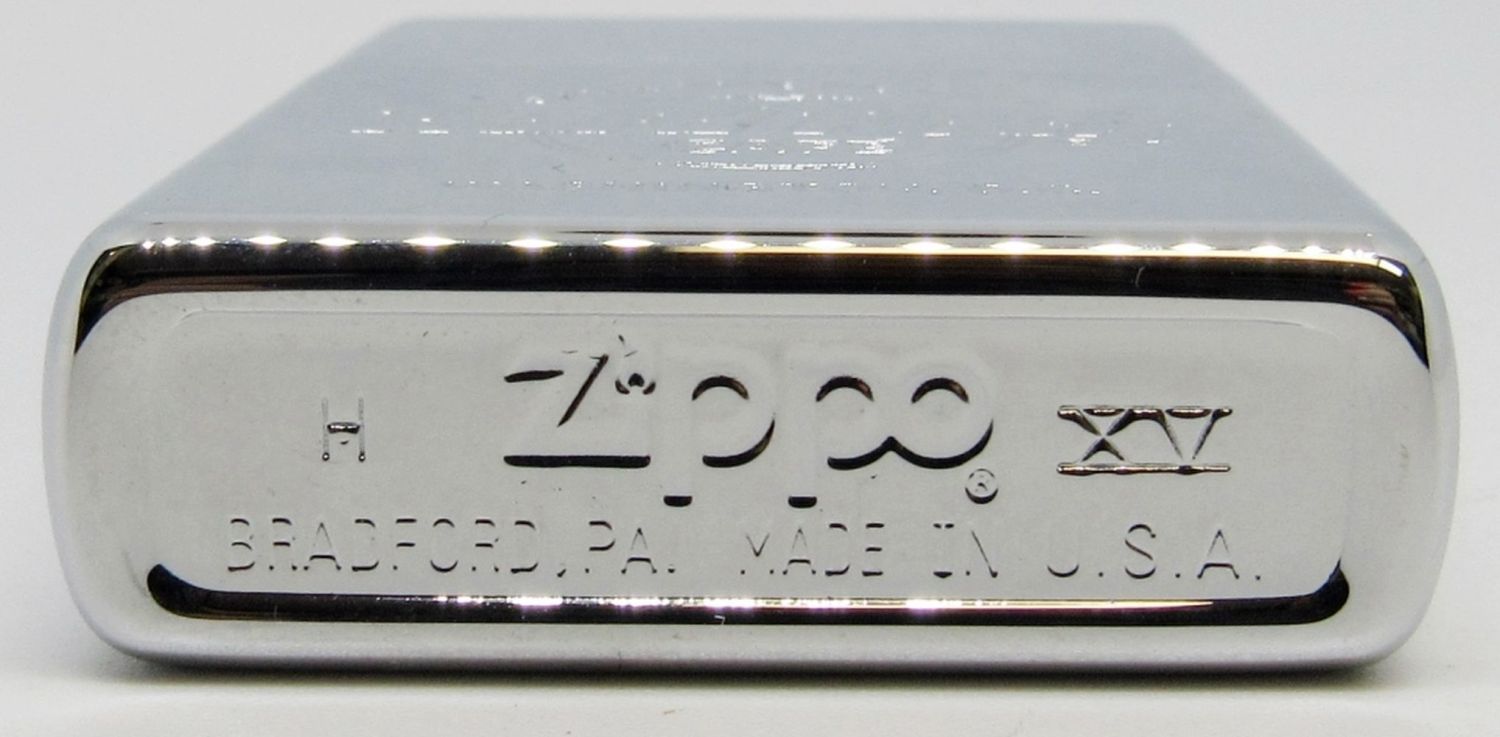 H Zippo® XV
BRADFORD, PA. MADE IN U.S.A.